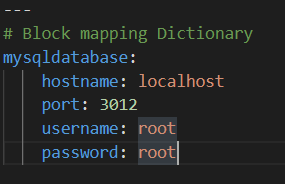 ---
# Block mapping Dictionary
mysqldatabase:
    hostname: localhost
    port: 3012
    username: root
    password: root